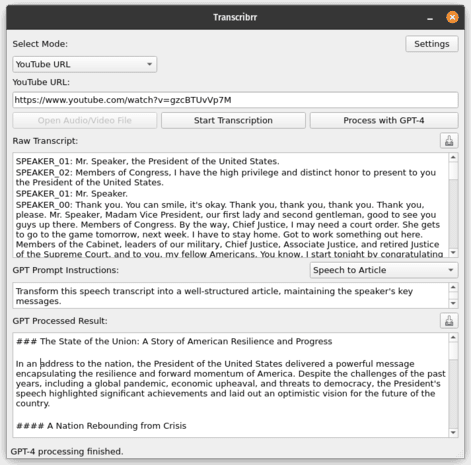 Transcribrr
Select Mode:
Settings
YouTube URL
YouTube URL:
https://www.youtube.com/watch?v=gzcBTUvVp7M
Open Audio/Video File
Start Transcription
Process with GPT-4
Raw Transcript:
SPEAKER_01: Mr. Speaker, the President of the United States.
SPEAKER_02: Members of Congress, I have the high privilege and distinct honor to present to you
the President of the United States.
SPEAKER_01: Mr. Speaker.
SPEAKER_00: Thank you. You can smile, it's okay. Thank you, thank you, thank you. Thank you,
please. Mr. Speaker, Madam Vice President, our first lady and second gentleman, good to see you
guys up there. Members of Congress. By the way, Chief Justice, I may need a court order. She gets
to go to the game tomorrow, next week. I have to stay home. Got to work something out here.
Members of the Cabinet, leaders of our military, Chief Justice, Associate Justice, and retired Justice
of the Supreme Court, and to you, my fellow Americans. You know, I start tonight by congratulating
GPT Prompt Instructions:
Speech to Article
Transform this speech transcript into a well-structured article, maintaining the speaker's key
messages.
GPT Processed Result:
### The State of the Union: A Story of American Resilience and Progress
In an address to the nation, the President of the United States delivered a powerful message
encapsulating the resilience and forward momentum of America. Despite the challenges of the past
years, including a global pandemic, economic upheaval, and threats to democracy, the President's
speech highlighted significant achievements and laid out an optimistic vision for the future of the
country.
#### A Nation Rebounding from Crisis
GPT-4 processing finished.